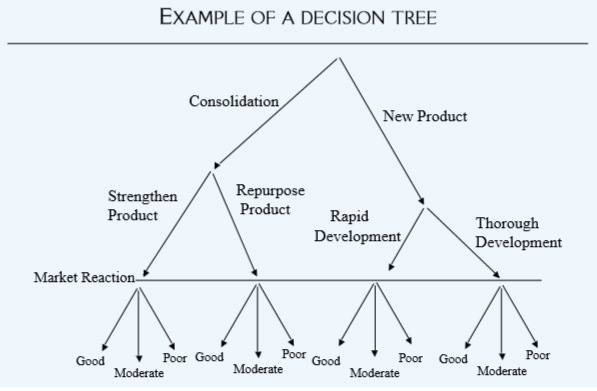 EXAMPLE OF A DECISION TREE
Consolidation
New Product
Strengthen
Product
Repurpose
Product
Rapid
Development
Thorough
Development
Market Reaction
Good
Moderate
Poor
Good
Moderate
Poor
Good
Moderate
Poor
Good
Moderate
Poor